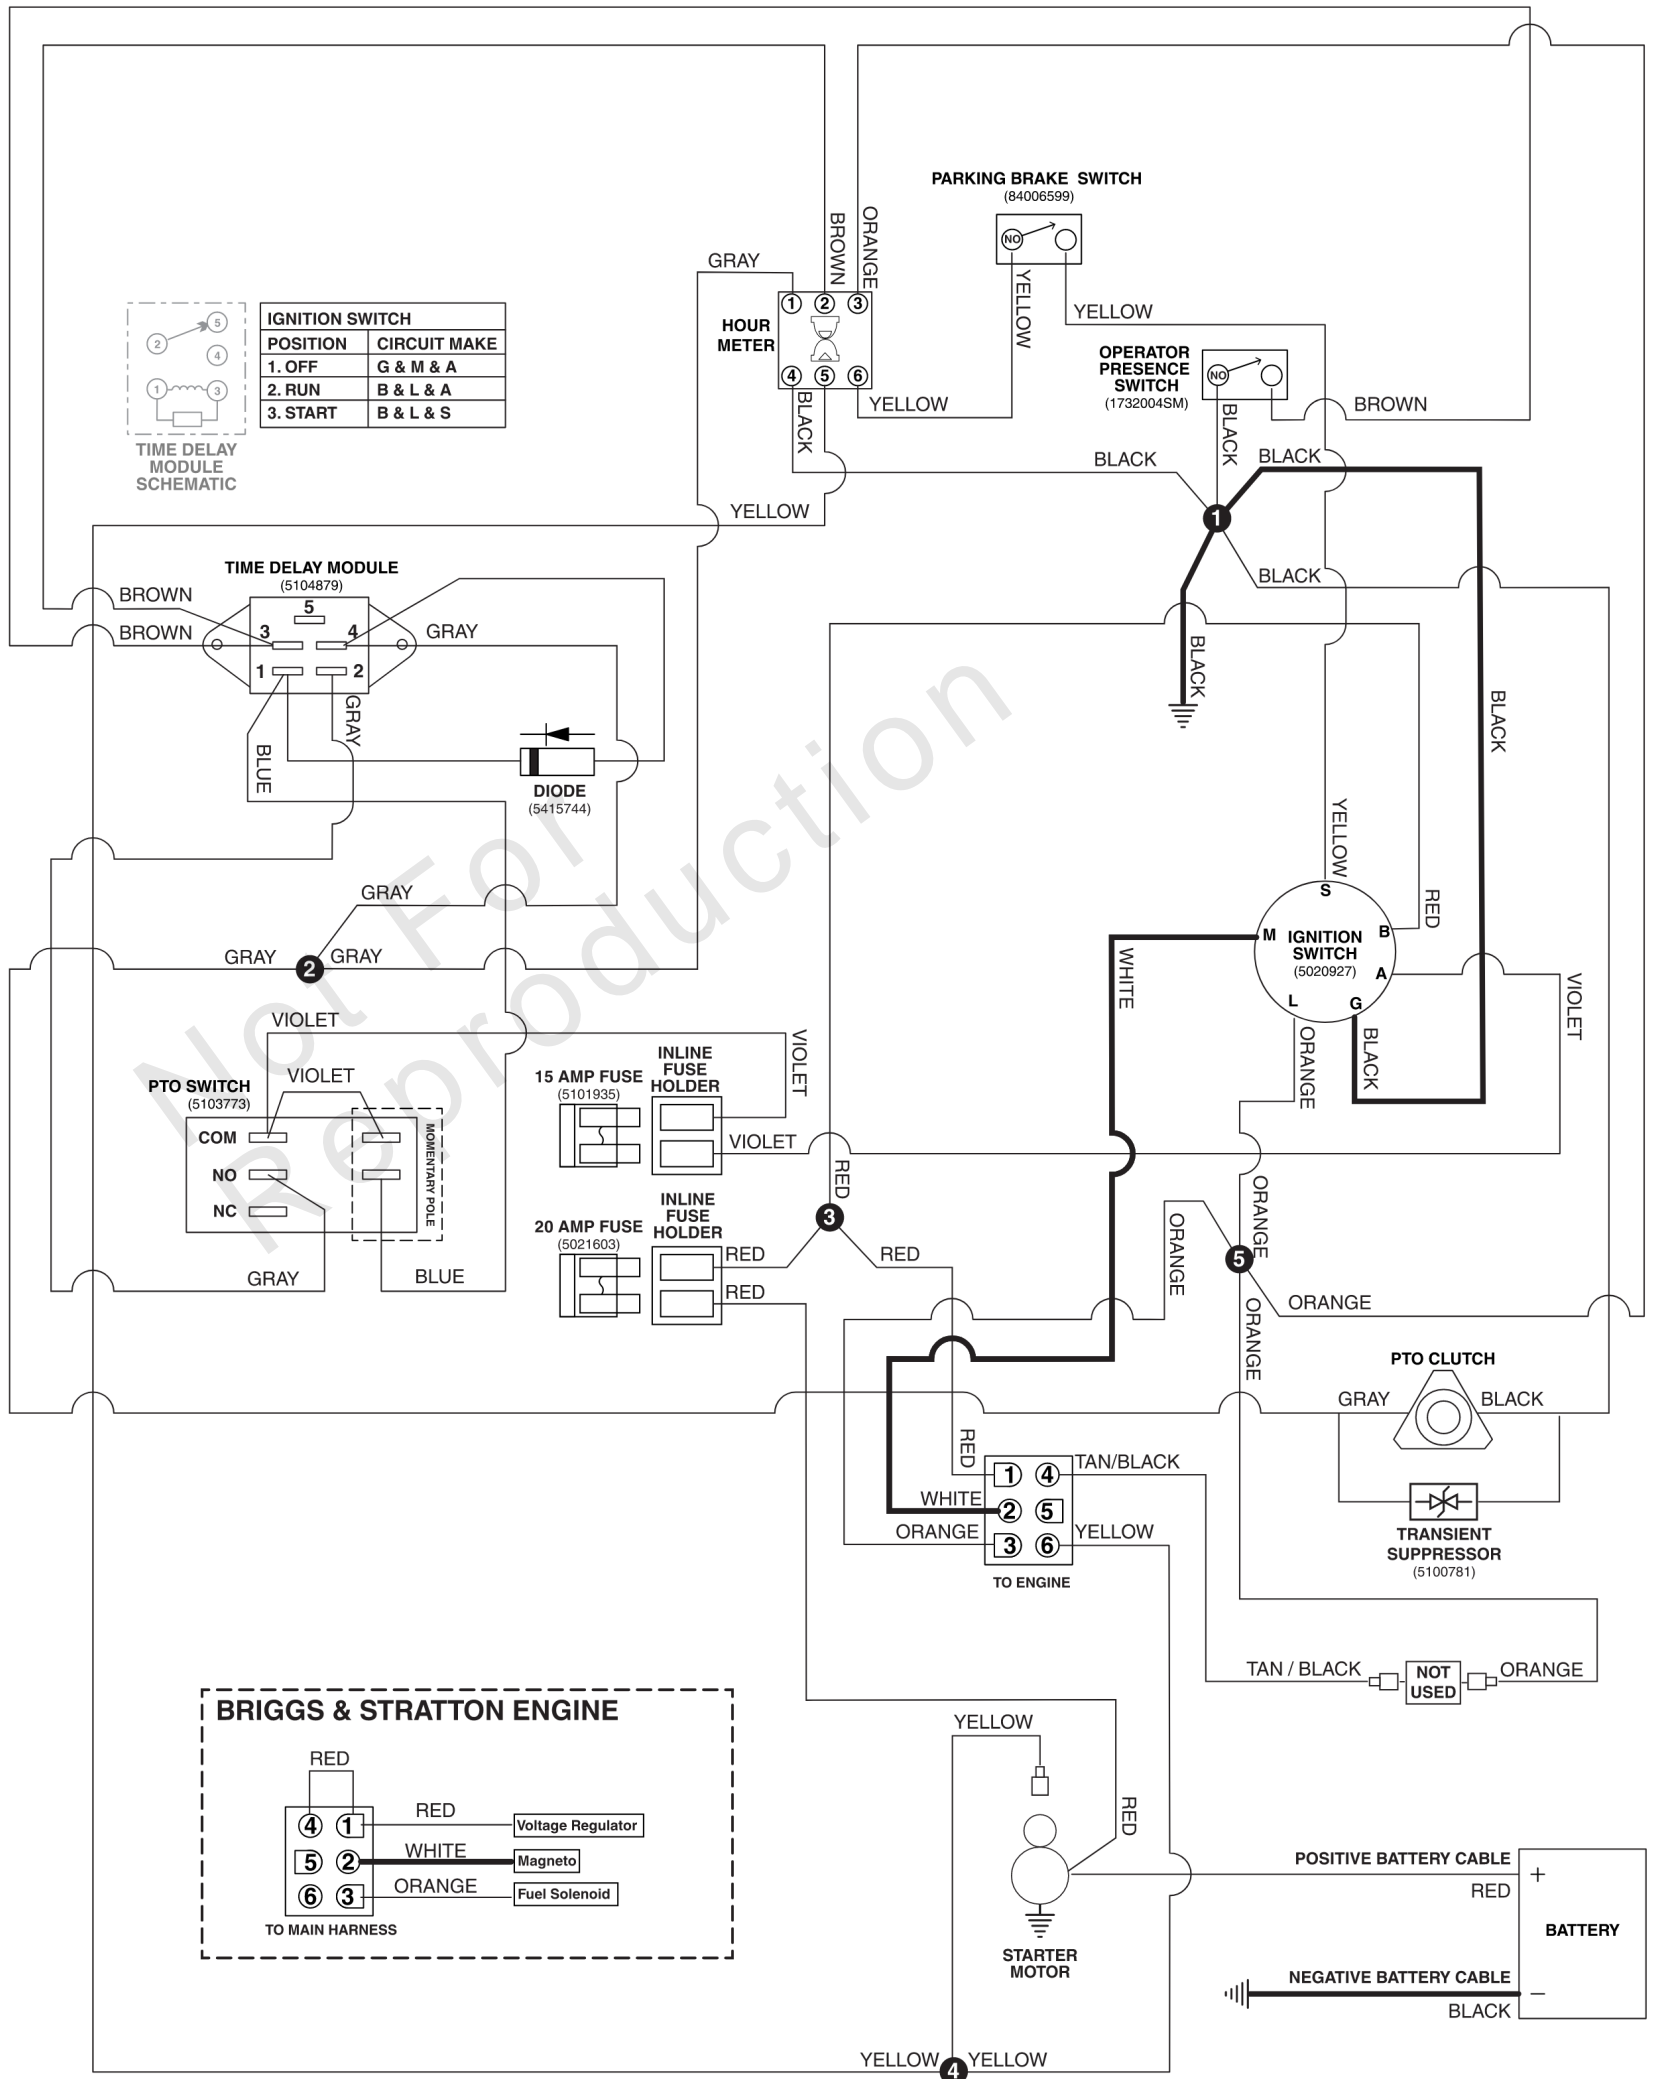 PARKING BRAKE SWITCH
(84006599)
NO
YELLOW
YELLOW
GRAY
BROWN
ORANGE
1 2 3
HOUR
METER
4 5 6
BLACK
YELLOW
OPERATOR
PRESENCE
SWITCH
(1732004SM)
NO
BLACK
BROWN
5
2
4
1 3
TIME DELAY
MODULE
SCHEMATIC
IGNITION SWITCH
POSITION CIRCUIT MAKE
1. OFF G & M & A
2. RUN B & L & A
3. START B & L & S
BLACK
BLACK
1
BLACK
BLACK
BLACK
YELLOW
TIME DELAY MODULE
(5104879)
BROWN
BROWN
5
3 4
1 2
GRAY
GRAY
BLUE
DIODE
(5415744)
GRAY
GRAY
2
GRAY
Not For
Reproduction
YELLOW
RED
S
M
B
A
L
G
IGNITION
SWITCH
(5020927)
WHITE
VIOLET
ORANGE
BLACK
VIOLET
VIOLET
VIOLET
PTO SWITCH
(5103773)
COM
NO
NC
MOMENTARY POLE
GRAY
BLUE
15 AMP FUSE
(5101935)
INLINE
FUSE
HOLDER
VIOLET
20 AMP FUSE
(5021603)
INLINE
FUSE
HOLDER
RED
RED
RED
3
RED
ORANGE
ORANGE
5
ORANGE
ORANGE
PTO CLUTCH
GRAY
BLACK
TRANSIENT
SUPPRESSOR
(5100781)
RED
WHITE
ORANGE
1 4
2 5
3 6
TAN/BLACK
YELLOW
TO ENGINE
TAN / BLACK
NOT
USED
ORANGE
BRIGGS & STRATTON ENGINE
RED
4 1
5 2
6 3
RED
Voltage Regulator
WHITE
Magneto
ORANGE
Fuel Solenoid
TO MAIN HARNESS
YELLOW
RED
STARTER
MOTOR
POSITIVE BATTERY CABLE
RED
+
BATTERY
NEGATIVE BATTERY CABLE
BLACK
−
YELLOW
4
YELLOW